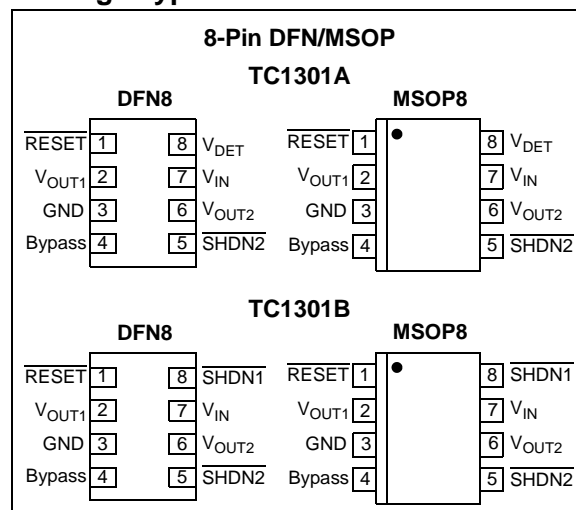 8-Pin DFN/MSOP
TC1301A
DFN8 MSOP8
RESET 1 8 VDET RESET 1 8 VDET
VOUT1 2 7 VIN VOUT1 2 7 VIN
GND 3 6 VOUT2 GND 3 6 VOUT2
Bypass 4 5 SHDN2 Bypass 4 5 SHDN2
TC1301B
DFN8 MSOP8
RESET 1 8 SHDN1 RESET 1 8 SHDN1
VOUT1 2 7 VIN VOUT1 2 7 VIN
GND 3 6 VOUT2 GND 3 6 VOUT2
Bypass 4 5 SHDN2 Bypass 4 5 SHDN2